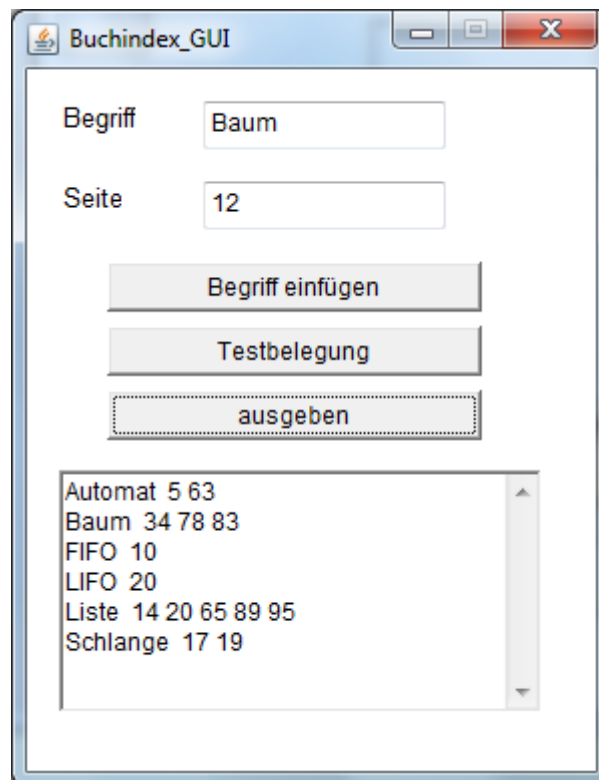 Buchindex_GUI
Begriff Baum
Seite 12
Begriff einfügen
Testbelegung
ausgeben
Automat 5 63
Baum 34 78 83
FIFO 10
LIFO 20
Liste 14 20 65 89 95
Schlange 17 19